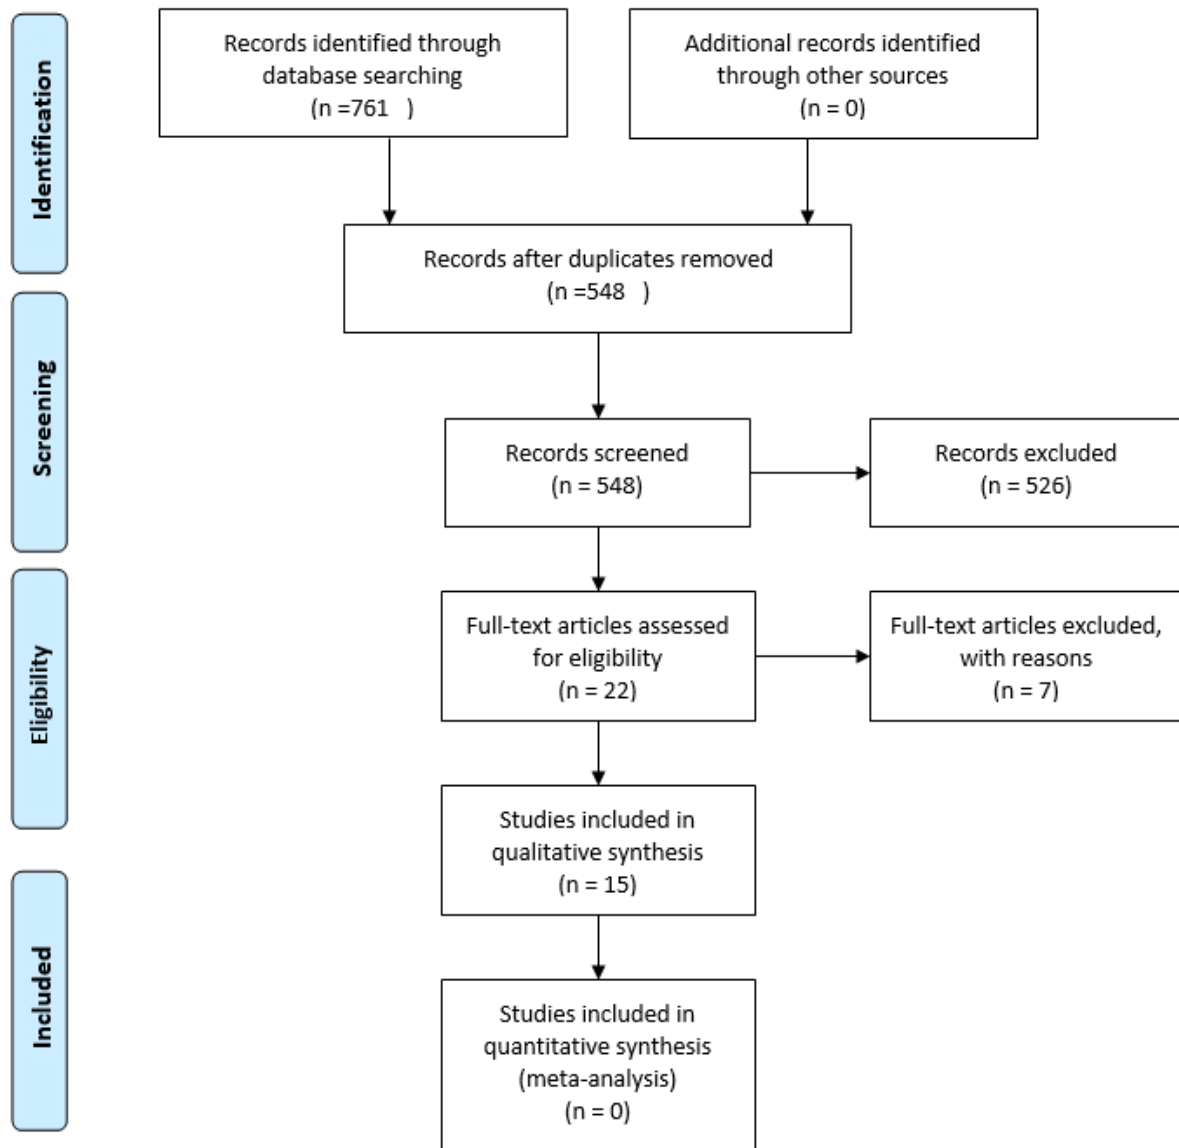 Identification
Records identified through
database searching
(n =761   )
Additional records identified
through other sources
(n = 0)
Records after duplicates removed
(n =548   )
Screening
Records screened
(n = 548)
Records excluded
(n = 526)
Eligibility
Full-text articles assessed
for eligibility
(n = 22)
Full-text articles excluded,
with reasons
(n = 7)
Studies included in
qualitative synthesis
(n = 15)
Included
Studies included in
quantitative synthesis
(meta-analysis)
(n = 0)